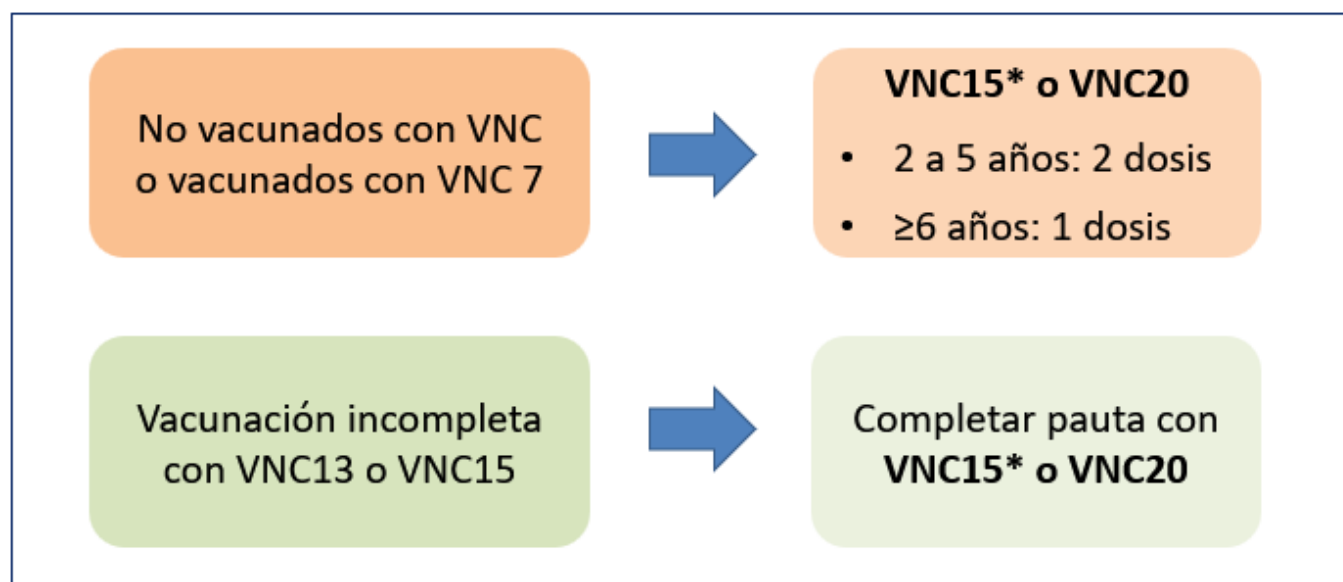 No vacunados con VNC
o vacunados con VNC 7
VNC15* o VNC20
• 2 a 5 años: 2 dosis
• ≥6 años: 1 dosis
Vacunación incompleta
con VNC13 o VNC15
Completar pauta con
VNC15* o VNC20